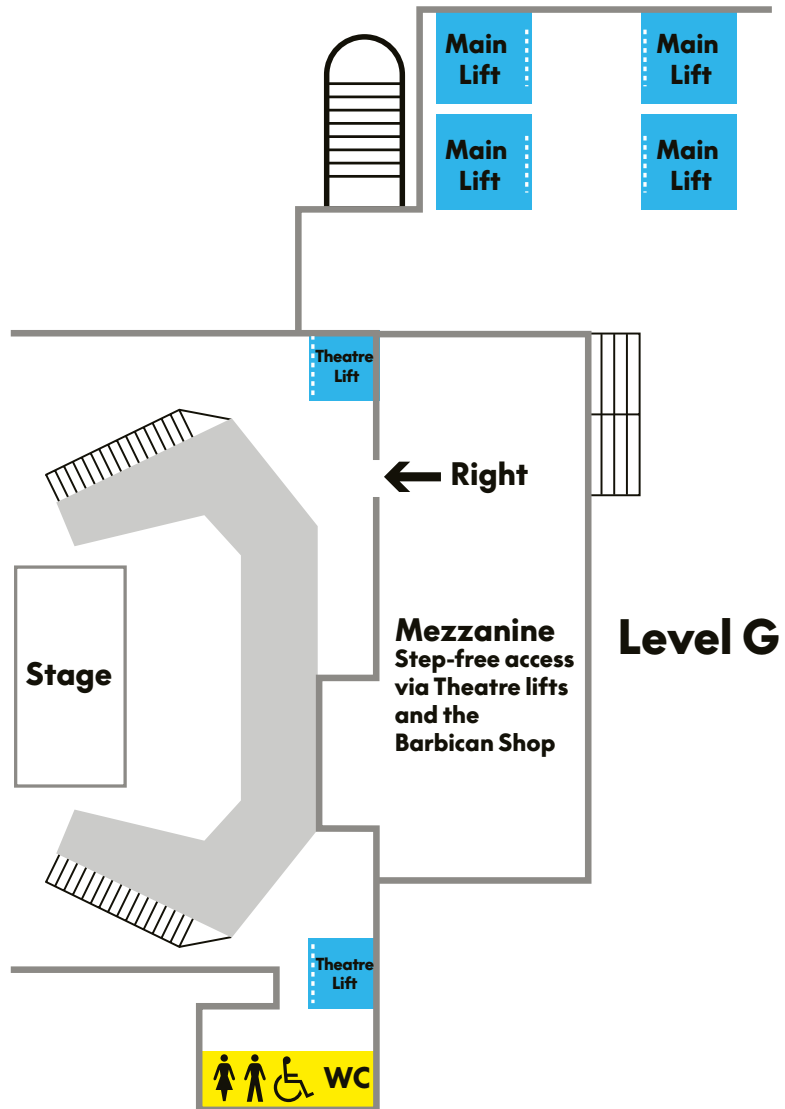 Main
Lift
Main
Lift
Main
Lift
Main
Lift
Theatre
Lift
Right
Mezzanine
Step-free access
via Theatre lifts
and the
Barbican Shop
Level G
Stage
Theatre
Lift
WC